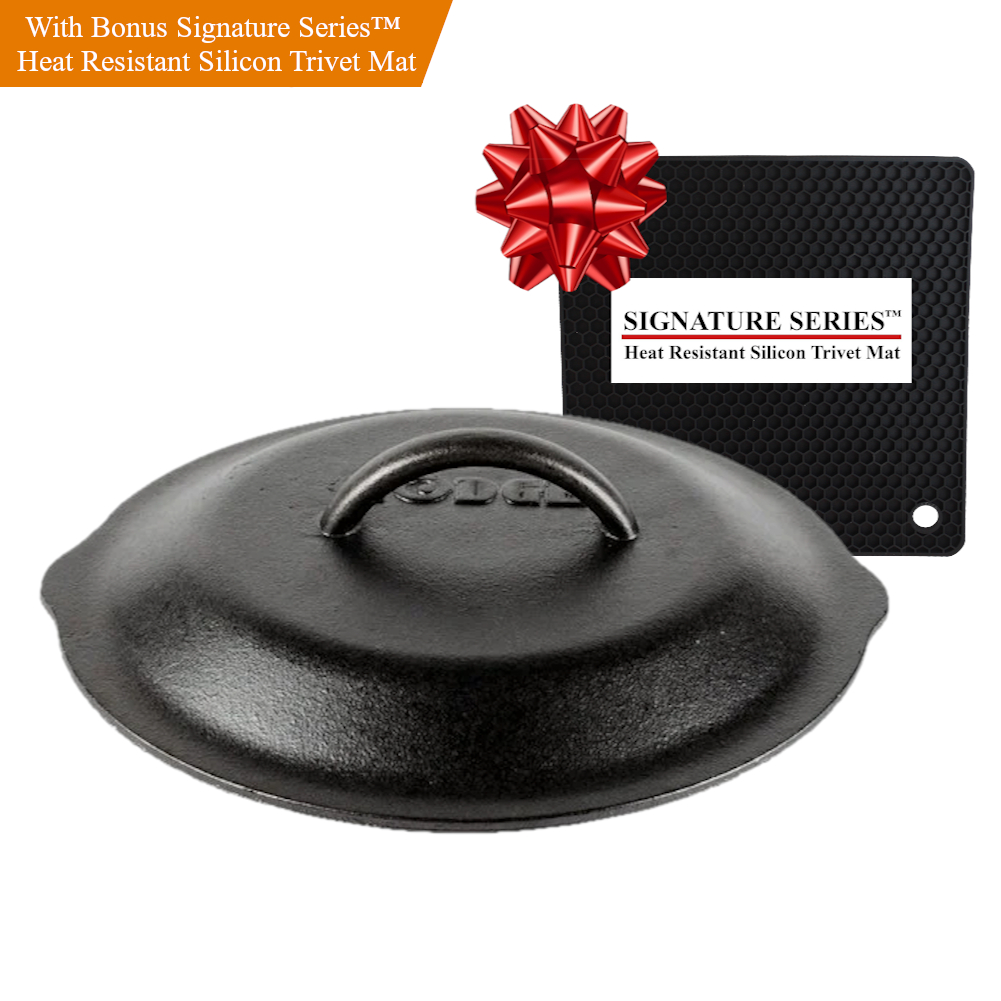 With Bonus Signature Series™
Heat Resistant Silicon Trivet Mat
SIGNATURE SERIES™
Heat Resistant Silicon Trivet Mat